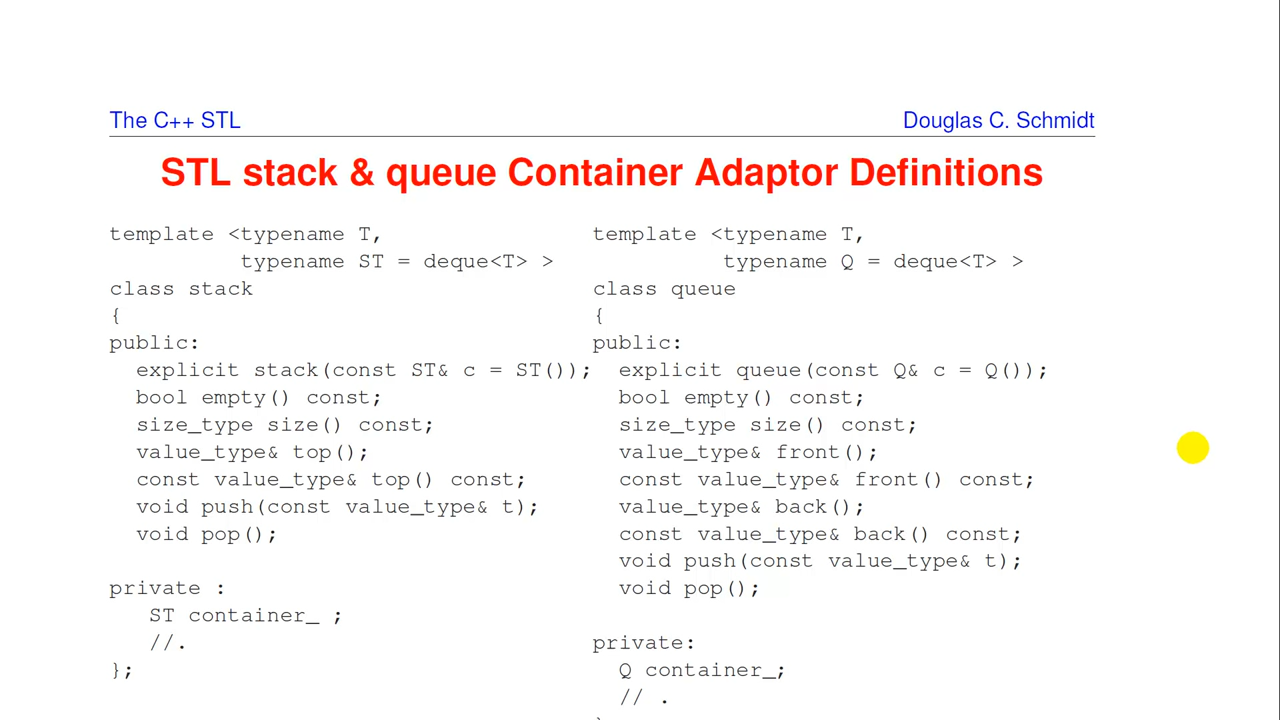 The C++ STL
Douglas C. Schmidt
STL stack & queue Container Adaptor Definitions
template <typename T,
typename ST = deque<T> >
class stack
{
public:
explicit stack(const ST& c = ST());
bool empty() const;
size_type size() const;
value_type& top();
const value_type& top() const;
void push(const value_type& t);
void pop();
private :
ST container_ ;
//.
};
template <typename T,
typename Q = deque<T> >
class queue
{
public:
explicit queue(const Q& c = Q());
bool empty() const;
size_type size() const;
value_type& front();
const value_type& front() const;
value_type& back();
const value_type& back() const;
void push(const value_type& t);
void pop();
private:
Q container_;
// .